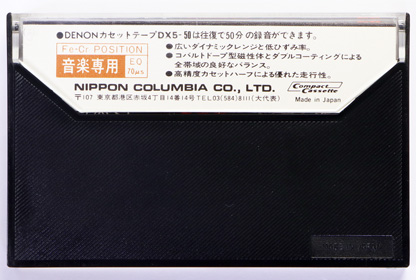 ●DENONカセットテープDX5-50は往復で50分の録音ができます。
Fe-Cr POSITION
音楽専用
EQ
70μs
●広いダイナミックレンジと低ひずみ率。
●コバルトドープ型磁性体とダブルコーティングによる
全帯域の良好なバランス。
●高精度カセットハーフによる優れた走行性。
NIPPON COLUMBIA CO., LTD.
〒107 東京都港区赤坂4丁目14番14号 TEL03(584)8111(大代表)
Compact
Cassette
Made in Japan